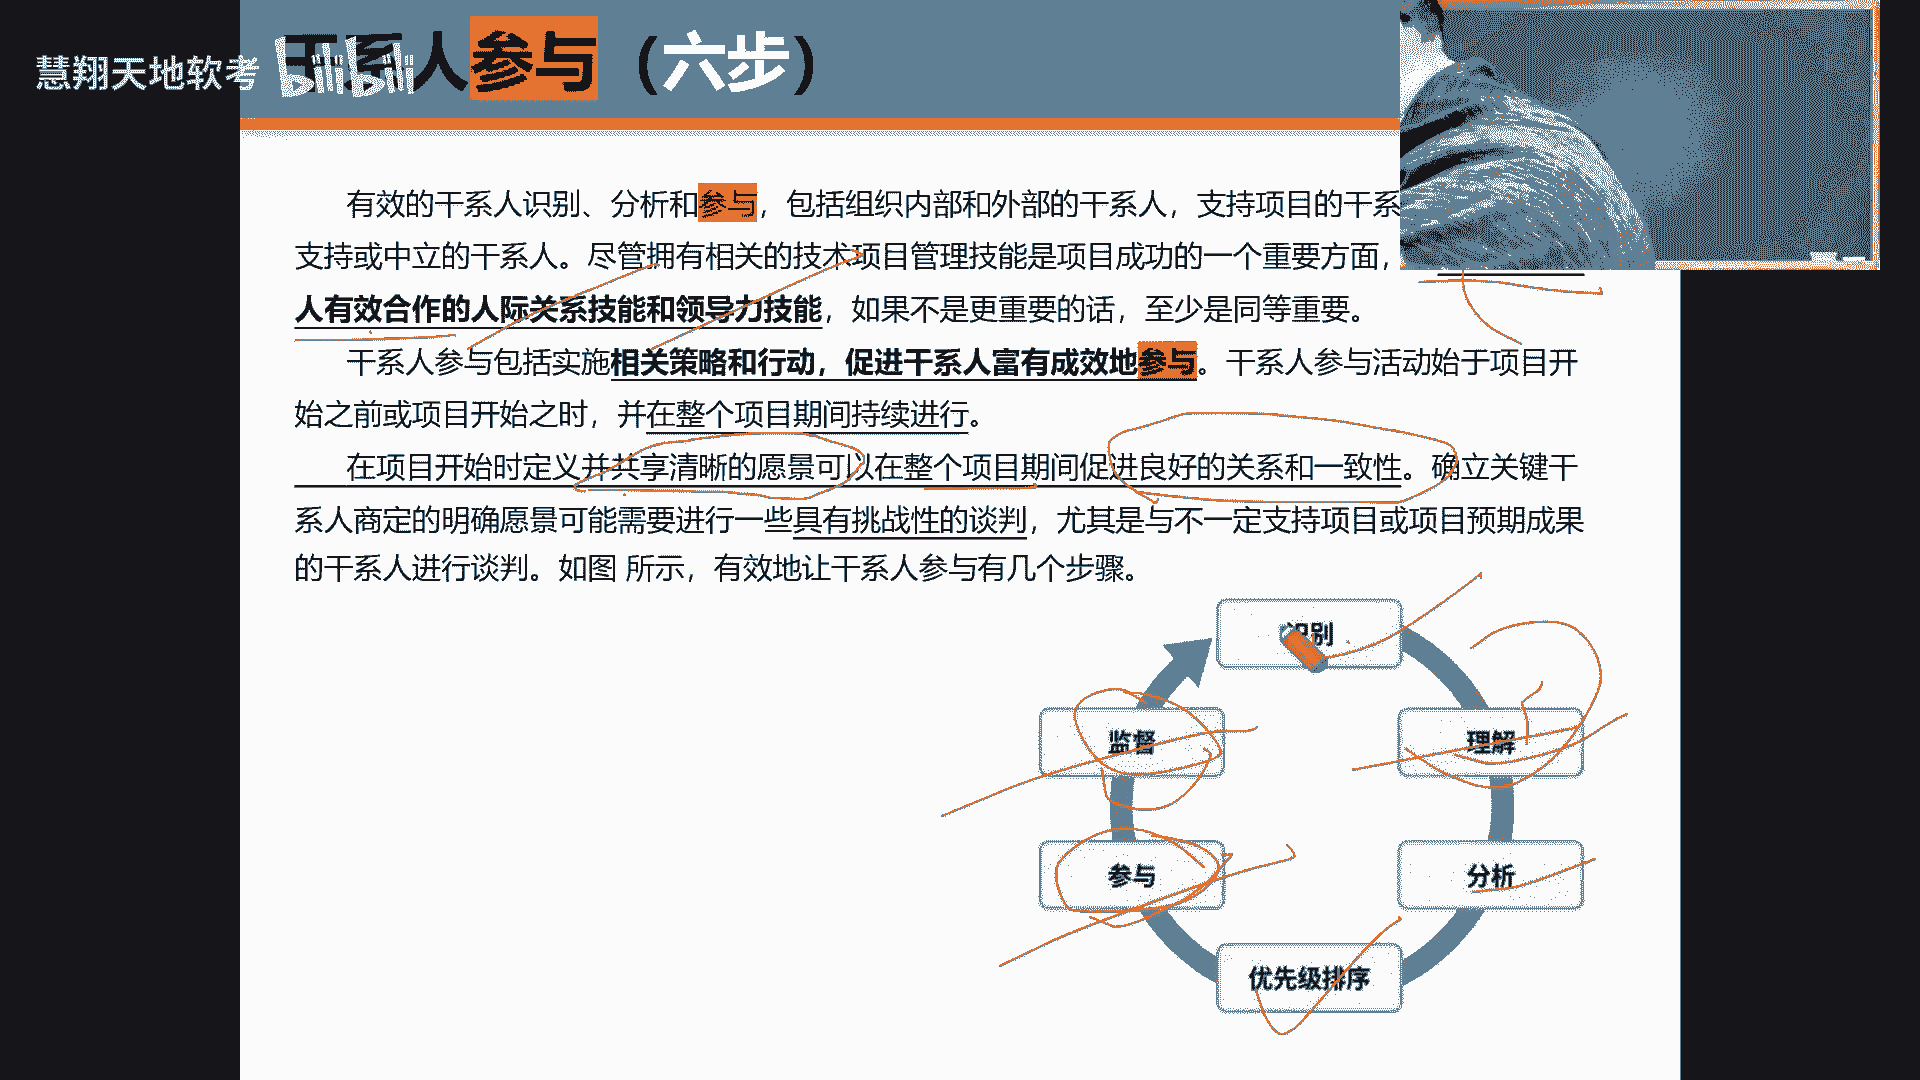 慧翔天地软考
bilibili
干系人参与（六步）
有效的干系人识别、分析和参与，包括组织内部和外部的干系人，支持项目的干系
支持或中立的干系人。尽管拥有相关的技术项目管理技能是项目成功的一个重要方面，
人有效合作的人际关系技能和领导力技能，如果不是更重要的话，至少是同等重要。
干系人参与包括实施相关策略和行动，促进干系人富有成效地参与。干系人参与活动始于项目开
始之前或项目开始之时，并在整个项目期间持续进行。
在项目开始时定义并共享清晰的愿景可以在整个项目期间促进良好的关系和一致性。确立关键干
系人商定的明确愿景可能需要进行一些具有挑战性的谈判，尤其是与不一定支持项目或项目预期成果
的干系人进行谈判。如图 所示，有效地让干系人参与有几个步骤。
识别
监督
理解
参与
分析
优先级排序